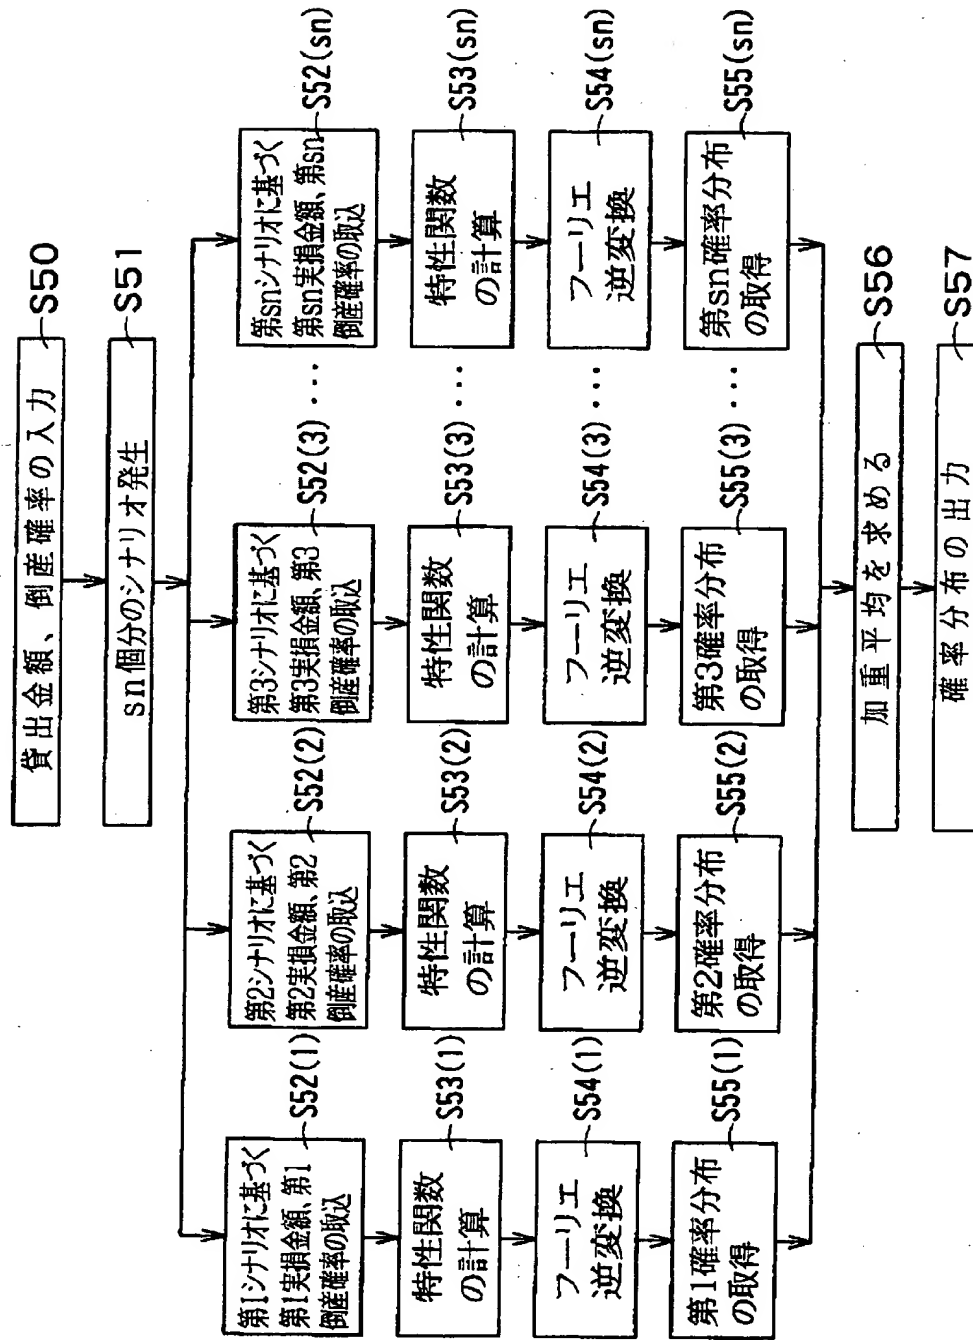 貸出金額、倒産確率の入力
S50
sn個分のシナリオ発生
S51
第1シナリオに基づく
第1実損金額、第1
倒産確率の取込
S52(1)
第2シナリオに基づく
第2実損金額、第2
倒産確率の取込
S52(2)
第3シナリオに基づく
第3実損金額、第3
倒産確率の取込
S52(3)
...
第snシナリオに基づく
第sn実損金額、第sn
倒産確率の取込
S52(sn)
特性関数
の計算
S53(1)
特性関数
の計算
S53(2)
特性関数
の計算
S53(3)
...
特性関数
の計算
S53(sn)
フーリエ
逆変換
S54(1)
フーリエ
逆変換
S54(2)
フーリエ
逆変換
S54(3)
...
フーリエ
逆変換
S54(sn)
第1確率分布
の取得
S55(1)
第2確率分布
の取得
S55(2)
第3確率分布
の取得
S55(3)
...
第sn確率分布
の取得
S55(sn)
加重平均を求める
S56
確率分布の出力
S57